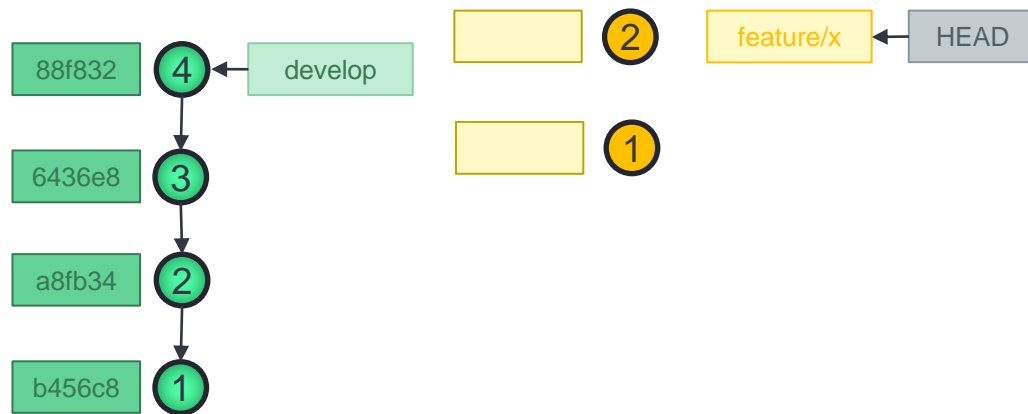 2
feature/x
HEAD
88f832
4
develop
1
6436e8
3
a8fb34
2
b456c8
1